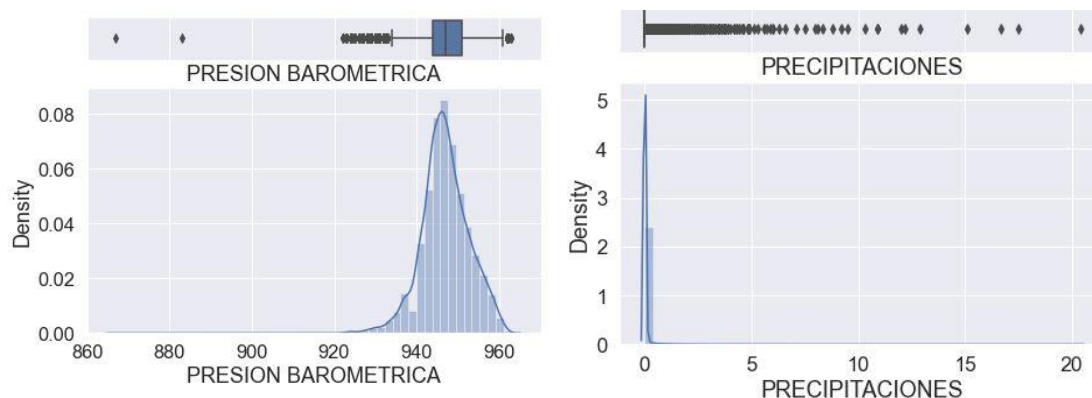 PRESION BAROMETRICA
0.08
0.06
0.04
0.02
0.00
Density
860 880 900 920 940 960
PRESION BAROMETRICA
PRECIPITACIONES
5
4
3
2
1
0
Density
0 5 10 15 20
PRECIPITACIONES